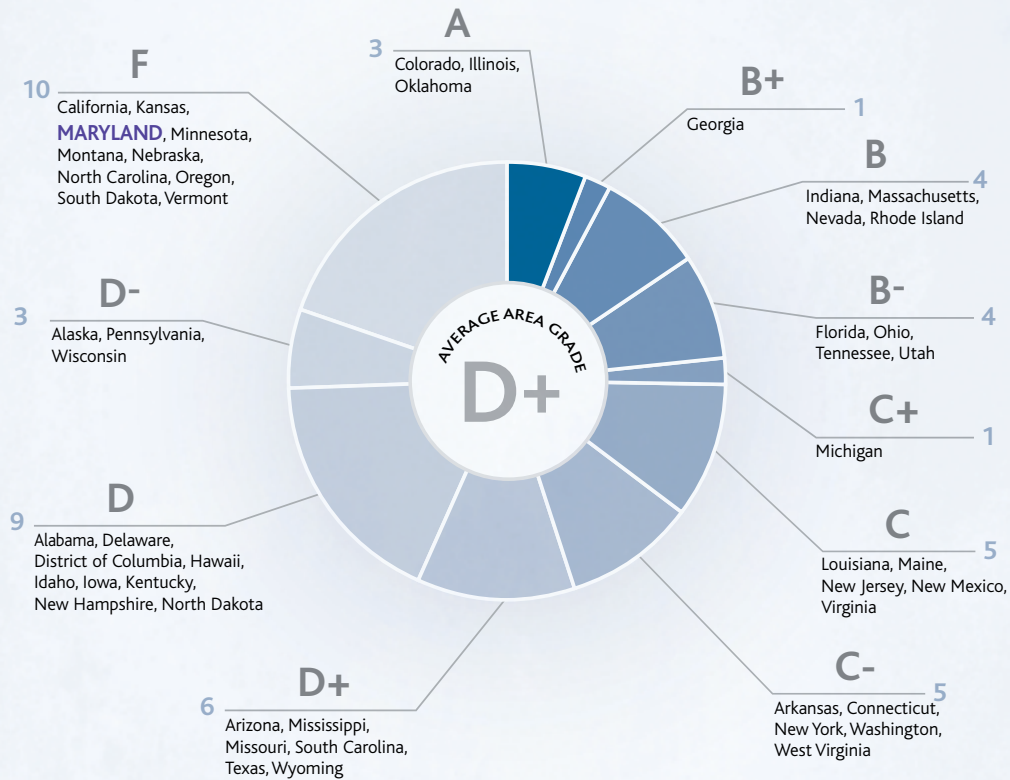 A
3
Colorado, Illinois,
Oklahoma
B+
1
Georgia
B
4
Indiana, Massachusetts,
Nevada, Rhode Island
B-
4
Florida, Ohio,
Tennessee, Utah
C+
1
Michigan
C
5
Louisiana, Maine,
New Jersey, New Mexico,
Virginia
C-
5
Arkansas, Connecticut,
New York, Washington,
West Virginia
D+
6
Arizona, Mississippi,
Missouri, South Carolina,
Texas, Wyoming
D
9
Alabama, Delaware,
District of Columbia, Hawaii,
Idaho, Iowa, Kentucky,
New Hampshire, North Dakota
D-
3
Alaska, Pennsylvania,
Wisconsin
F
10
California, Kansas,
MARYLAND, Minnesota,
Montana, Nebraska,
North Carolina, Oregon,
South Dakota, Vermont
AVERAGE AREA GRADE
D+